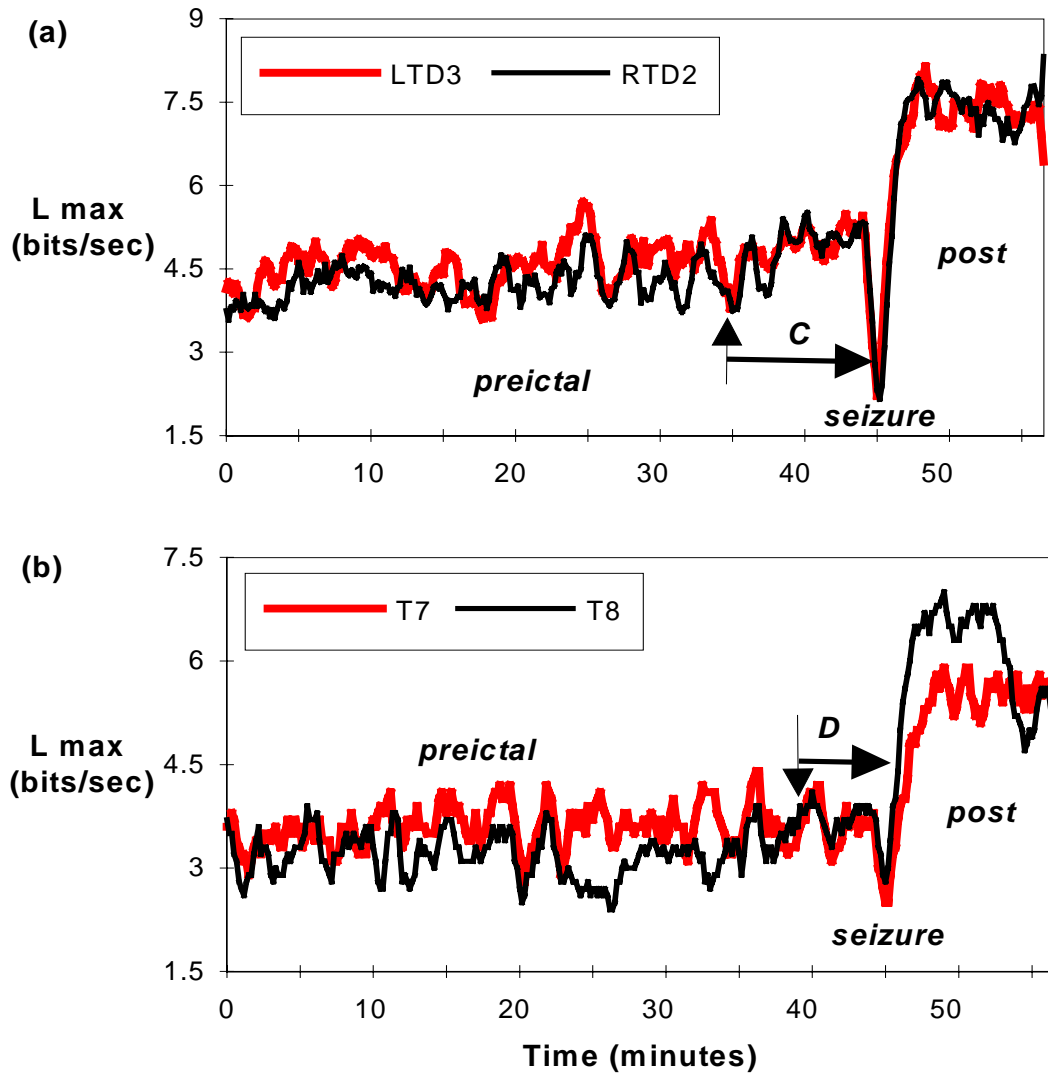 (a)
9
LTD3 RTD2
7.5
6
L max
(bits/sec)
4.5
3
1.5
post
C
preictal
seizure
0 10 20 30 40 50
(b)
7.5
T7 T8
6
L max
(bits/sec)
4.5
3
1.5
preictal
D
post
seizure
0 10 20 30 40 50
Time (minutes)